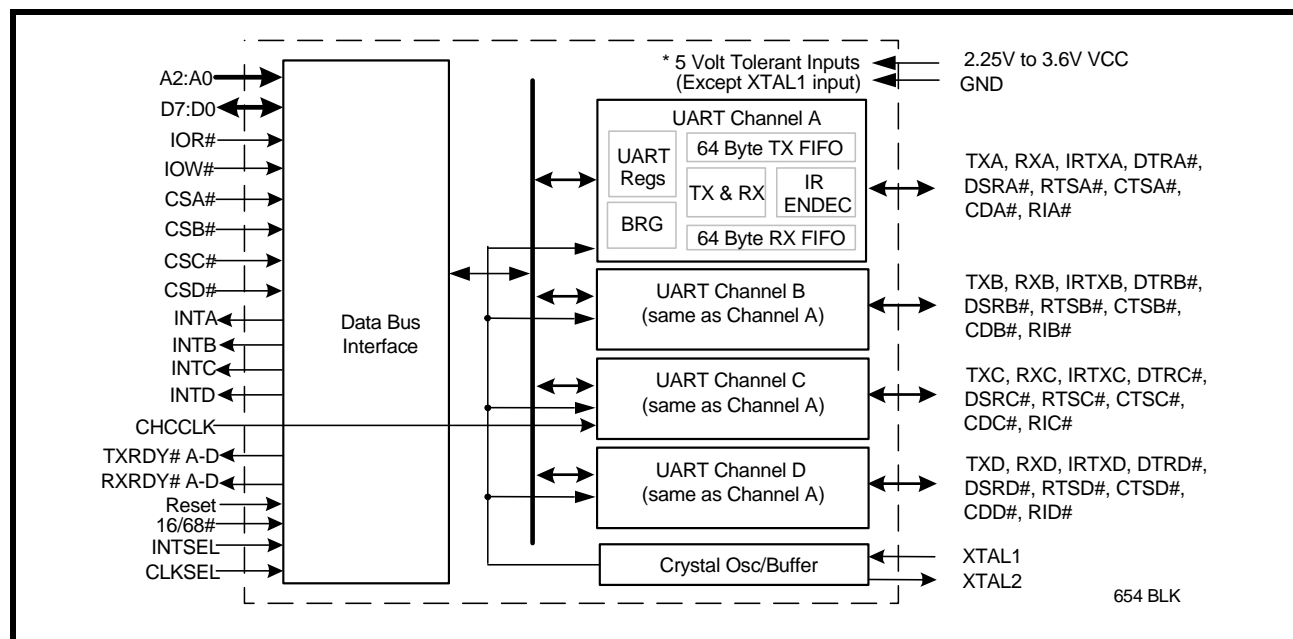 A2:A0
D7:D0
IOR#
IOW#
CSA#
CSB#
CSC#
CSD#
INTA
INTB
INTC
INTD
CHCCLK
TXRDY# A-D
RXRDY# A-D
Reset
16/68#
INTSEL
CLKSEL
Data Bus
Interface
* 5 Volt Tolerant Inputs
(Except XTAL1 input)
2.25V to 3.6V VCC
GND
UART Channel A
UART
Regs
BRG
64 Byte TX FIFO
TX & RX
IR
ENDEC
64 Byte RX FIFO
TXA, RXA, IRTXA, DTRA#,
DSRA#, RTSA#, CTSA#,
CDA#, RIA#
UART Channel B
(same as Channel A)
TXB, RXB, IRTXB, DTRB#,
DSRB#, RTSB#, CTSB#,
CDB#, RIB#
UART Channel C
(same as Channel A)
TXC, RXC, IRTXC, DTRC#,
DSRC#, RTSC#, CTSC#,
CDC#, RIC#
UART Channel D
(same as Channel A)
TXD, RXD, IRTXD, DTRD#,
DSRD#, RTSD#, CTSD#,
CDD#, RID#
Crystal Osc/Buffer
XTAL1
XTAL2
654 BLK